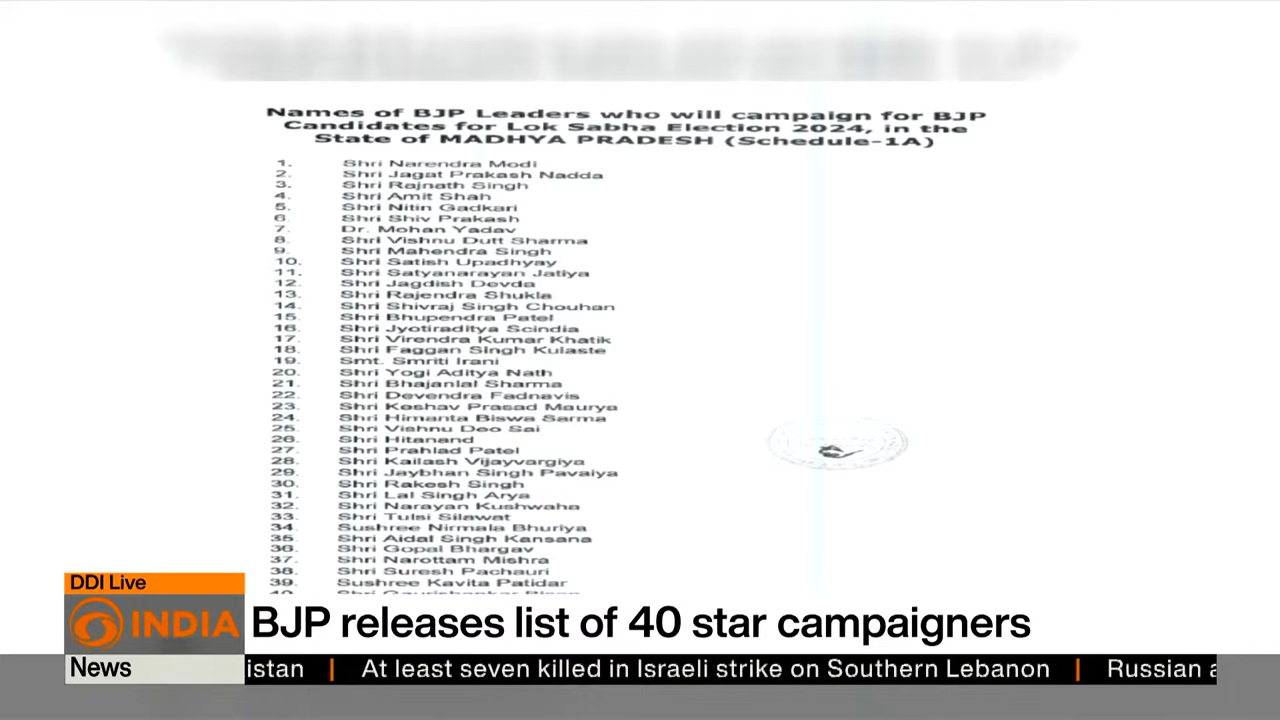 Names of BJP Leaders who will campaign for BJP
Candidates for Lok Sabha Election 2024, in the
State of MADHYA PRADESH (Schedule-1A)
1. Shri Narendra Modi
2. Shri Jagat Prakash Nadda
3. Shri Rajnath Singh
4. Shri Amit Shah
5. Shri Nitin Gadkari
6. Shri Shiv Prakash
7. Dr. Mohan Yadav
8. Shri Vishnu Dutt Sharma
9. Shri Mahendra Singh
10. Shri Satish Upadhyay
11. Shri Satyanarayan Jatiya
12. Shri Jagdish Devda
13. Shri Rajendra Shukla
14. Shri Shivraj Singh Chouhan
15. Shri Bhupendra Patel
16. Shri Jyotiraditya Scindia
17. Shri Virendra Kumar Khatik
18. Shri Faggan Singh Kulaste
19. Smt. Smriti Irani
20. Shri Yogi Aditya Nath
21. Shri Bhajanlal Sharma
22. Shri Devendra Fadnavis
23. Shri Keshav Prasad Maurya
24. Shri Himanta Biswa Sarma
25. Shri Vishnu Deo Sai
26. Shri Hitanand
27. Shri Prahlad Patel
28. Shri Kailash Vijayvargiya
29. Shri Jaybhan Singh Pavaiya
30. Shri Rakesh Singh
31. Shri Lal Singh Arya
32. Shri Narayan Kushwaha
33. Shri Tulsi Silawat
34. Sushree Nirmala Bhuriya
35. Shri Aidal Singh Kansana
36. Shri Gopal Bhargav
37. Shri Narottam Mishra
38. Shri Suresh Pachauri
39. Sushree Kavita Patidar
DDI Live
INDIA
BJP releases list of 40 star campaigners
News
istan | At least seven killed in Israeli strike on Southern Lebanon | Russian a